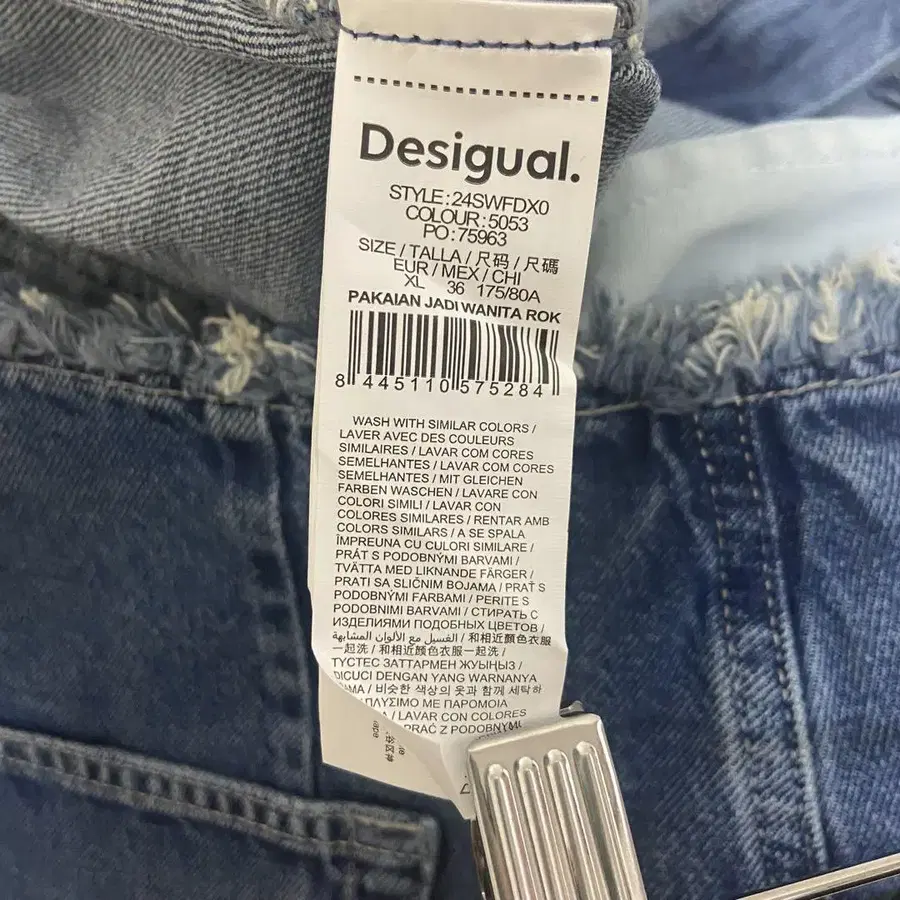 Desigual.
STYLE:24SWFDX0
COLOUR:5053
PO:75963
SIZE / TALLA / 尺码 / 尺碼
EUR / MEX / CHI
XL 36 175/80A
PAKAIAN JADI WANITA ROK
8 445110 575284
WASH WITH SIMILAR COLORS /
LAVER AVEC DES COULEURS
SIMILAIRES / LAVAR COM CORES
SEMELHANTES / LAVAR COM CORES
SEMELHANTES / MIT GLEICHEN
FARBEN WASCHEN / LAVARE CON
COLORI SIMILI / LAVAR CON
COLORES SIMILARES / RENTAR AMB
COLORS SIMILARS / A SE SPALA
ÎMPREUNA CU CULORI SIMILARE /
PRÁT S PODOBNÝMI BARVAMI /
TVÄTTA MED LIKNANDE FÄRGER /
PRATI SA SLIČNIM BOJAMA / PRAŤ S
PODOBNÝMI FARBAMI / PERITE S
PODOBNIMI BARVAMI / СТИРАТЬ С
ИЗДЕЛИЯМИ ПОДОБНЫХ ЦВЕТОВ /
الغسيل مع الألوان المشابهة / 和相近顏色衣服
一起洗 / 和相近颜色衣服一起洗 /
ТҮСТЕС ЗАТТАРМЕН ЖУЫҢЫЗ /
DICUCI DENGAN YANG WARNANYA
/ 비슷한 색상의 옷과 함께 세탁하
ΜΕ ΠΑΡΟΜΟΙΑ
/ LAVAR CON COLORES
PRAĆ Z